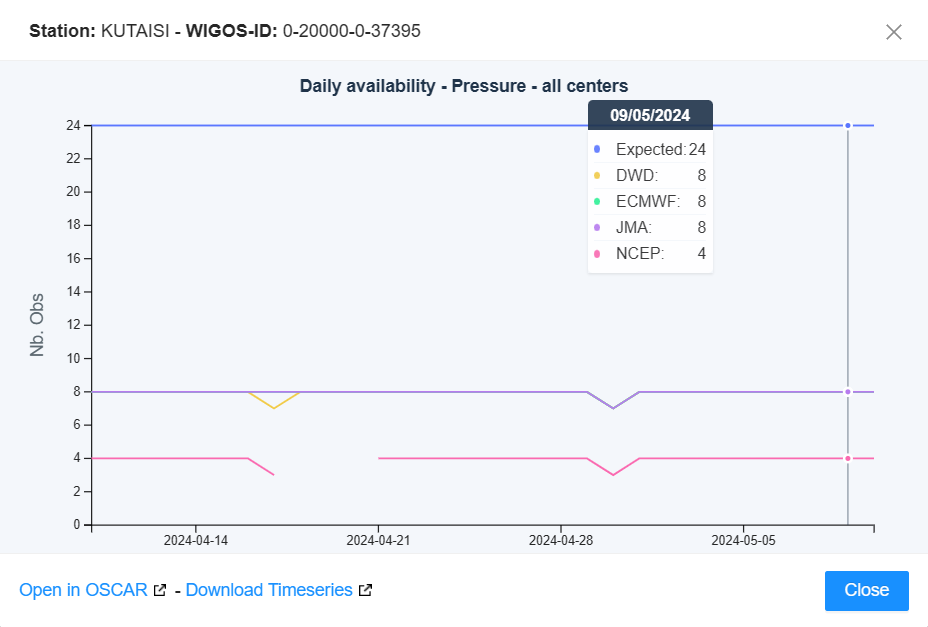 Station: KUTAISI - WIGOS-ID: 0-20000-0-37395
Daily availability - Pressure - all centers
09/05/2024
Expected: 24
DWD: 8
ECMWF: 8
JMA: 8
NCEP: 4
Nb. Obs
24
22
20
18
16
14
12
10
8
6
4
2
0
2024-04-14 2024-04-21 2024-04-28 2024-05-05
Open in OSCAR - Download Timeseries Close